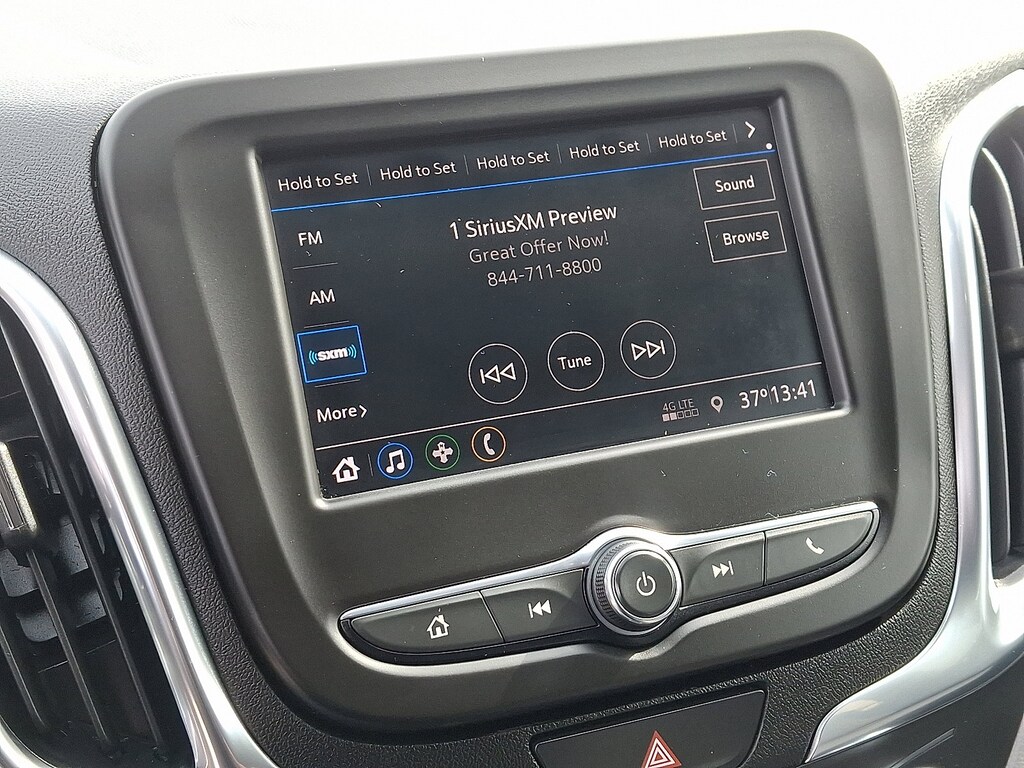 Hold to Set Hold to Set Hold to Set Hold to Set Hold to Set
Sound
FM
1 SiriusXM Preview
Great Offer Now!
Browse
844-711-8800
AM
sxm
Tune
More
4G LTE
37° 13:41